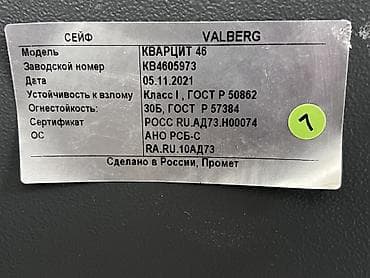 СЕЙФ VALBERG
Модель КВАРЦИТ 46
Заводской номер КВ4605973
Дата 05.11.2021
Устойчивость к взлому Класс I , ГОСТ Р 50862
Огнестойкость: 30Б, ГОСТ Р 57384
Сертификат РОСС RU.АД73.Н00074
ОС АНО РСБ-С
RA.RU.10АД73
Сделано в России, Промет
7